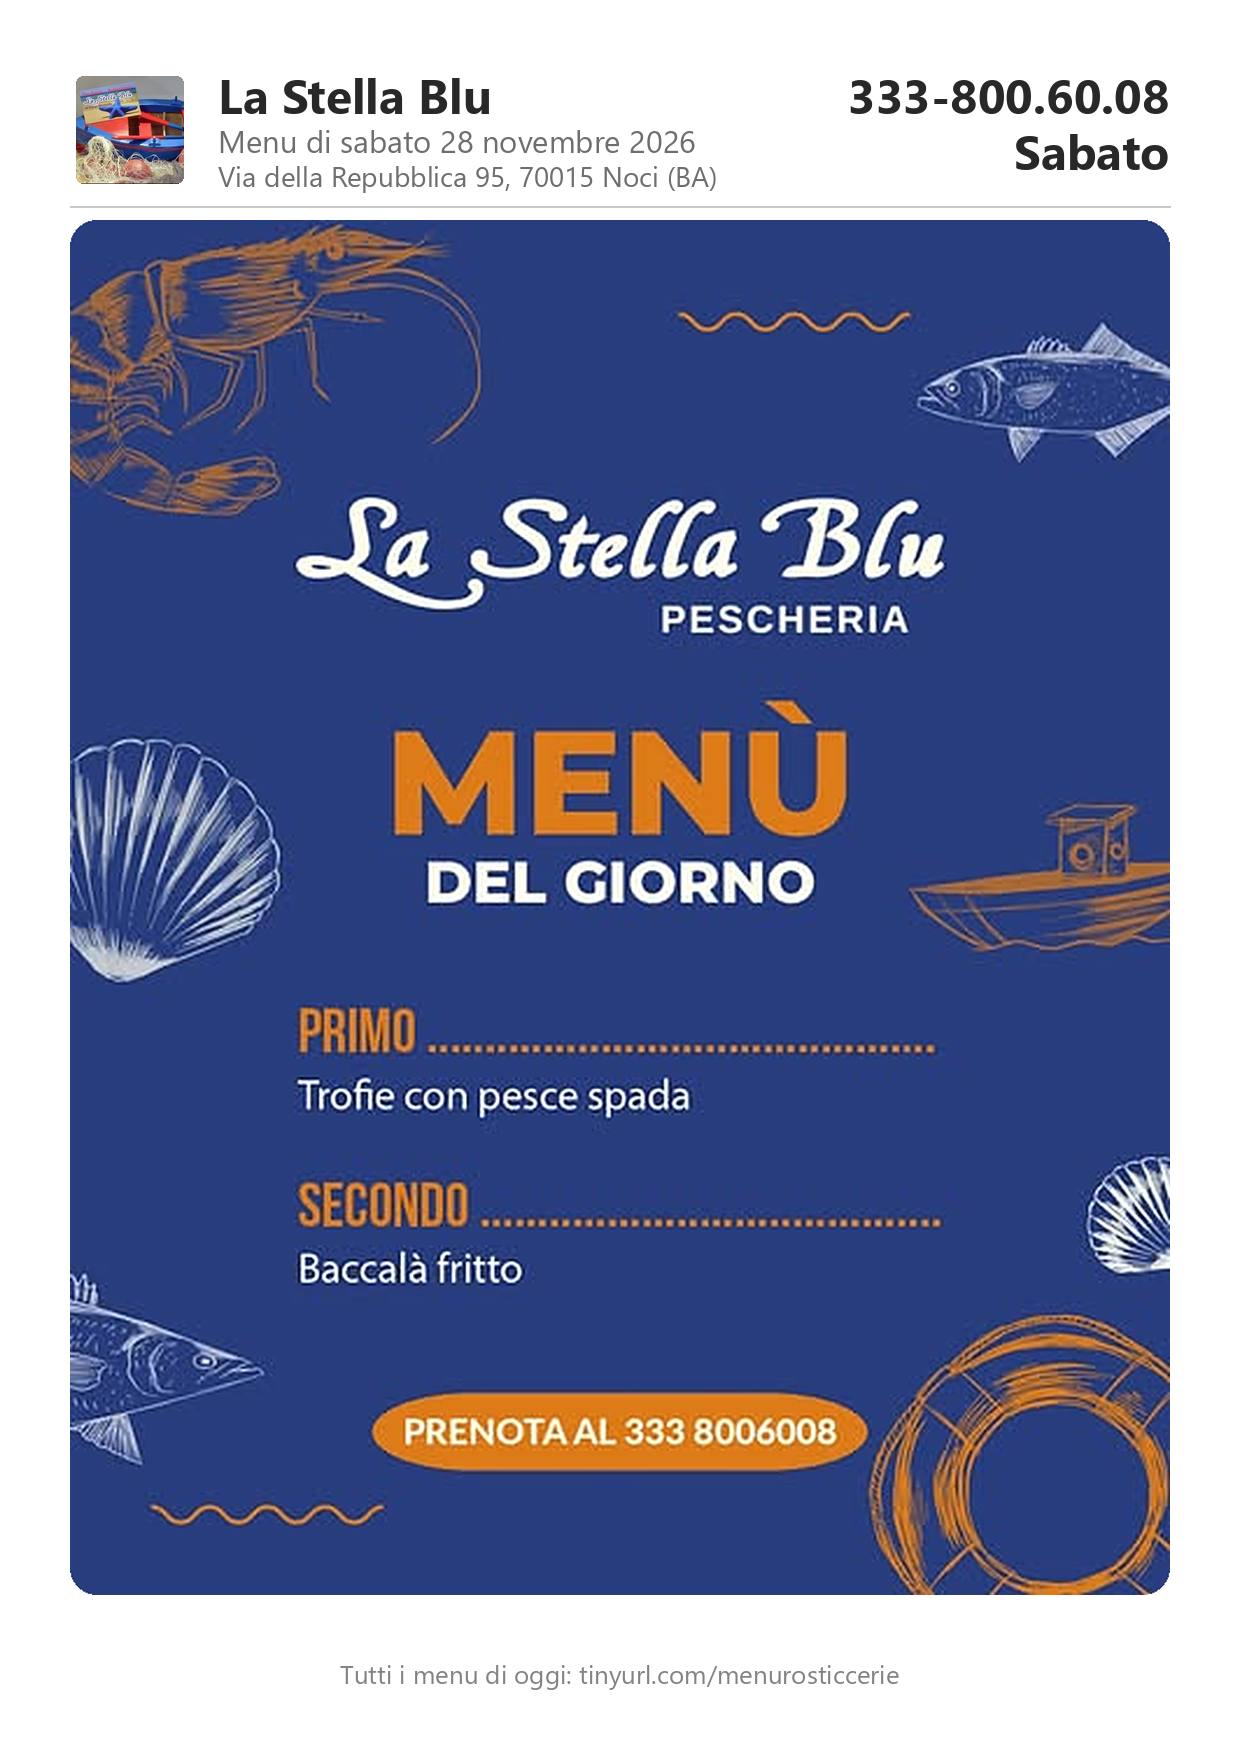 La Stella Blu
Menu di sabato 28 novembre 2026
Via della Repubblica 95, 70015 Noci (BA)
333-800.60.08
Sabato
La Stella Blu
PESCHERIA
MENÙ
DEL GIORNO
PRIMO ............................................
Trofie con pesce spada
SECONDO ........................................
Baccalà fritto
PRENOTA AL 333 8006008
Tutti i menu di oggi: tinyurl.com/menurosticcerie